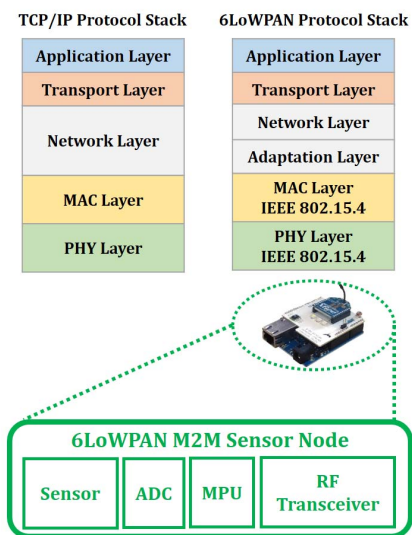 TCP/IP Protocol Stack
6LoWPAN Protocol Stack
Application Layer
Transport Layer
Network Layer
MAC Layer
PHY Layer
Application Layer
Transport Layer
Network Layer
Adaptation Layer
MAC Layer
IEEE 802.15.4
PHY Layer
IEEE 802.15.4
6LoWPAN M2M Sensor Node
Sensor
ADC
MPU
RF
Transceiver